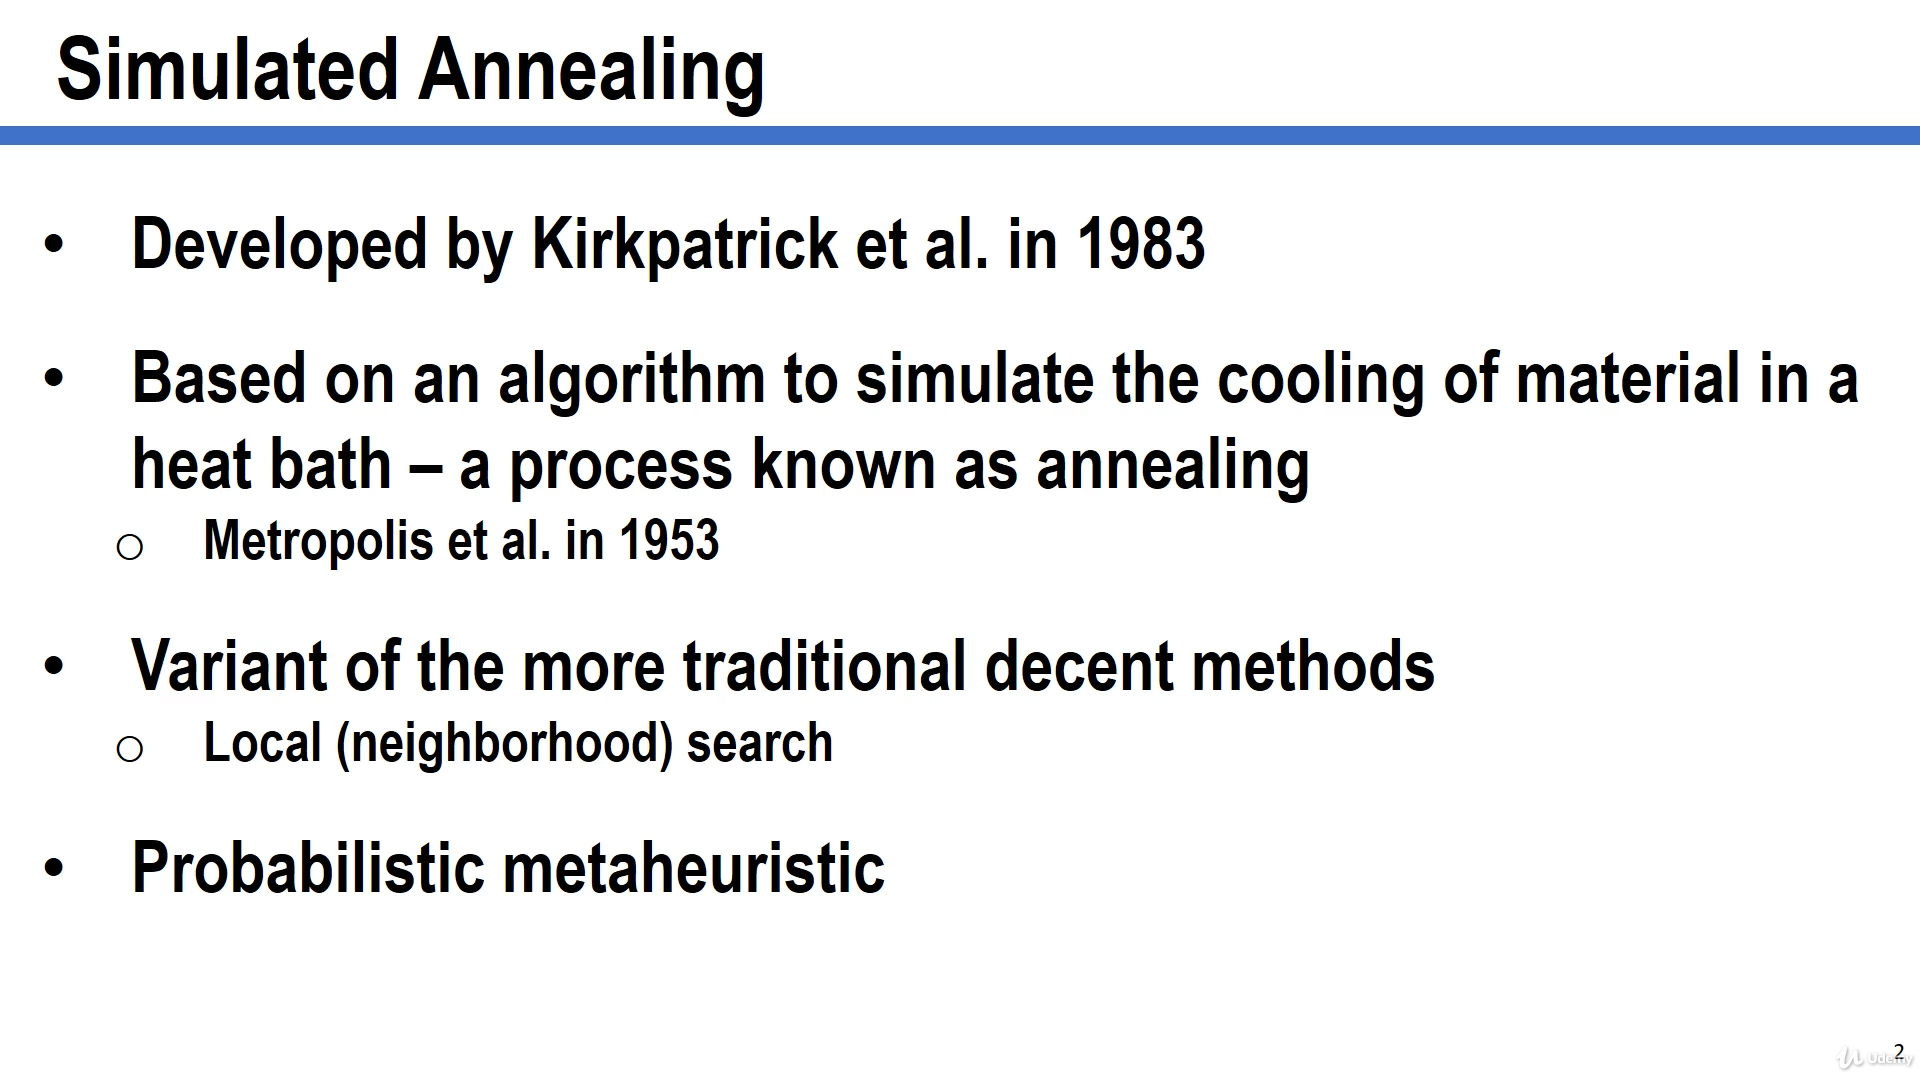 Simulated Annealing
• Developed by Kirkpatrick et al. in 1983
• Based on an algorithm to simulate the cooling of material in a
heat bath – a process known as annealing
o Metropolis et al. in 1953
• Variant of the more traditional decent methods
o Local (neighborhood) search
• Probabilistic metaheuristic
2
Udemy